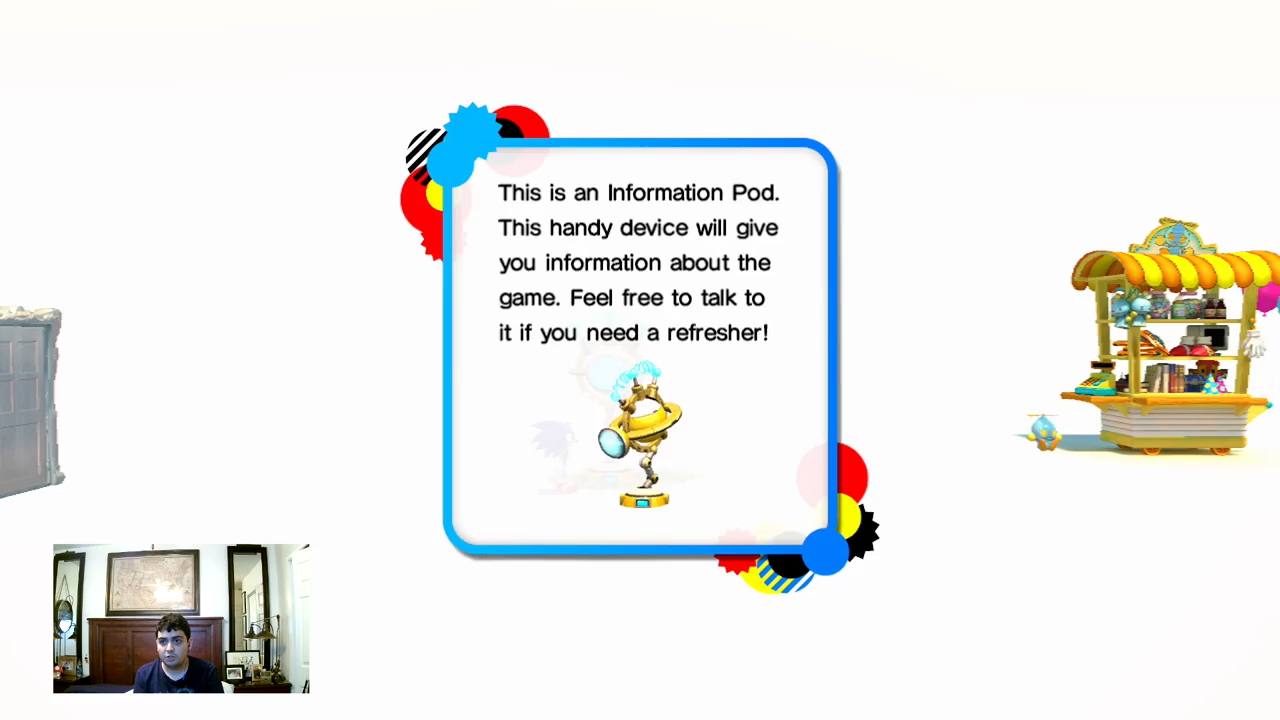 This is an Information Pod.
This handy device will give
you information about the
game. Feel free to talk to
it if you need a refresher!